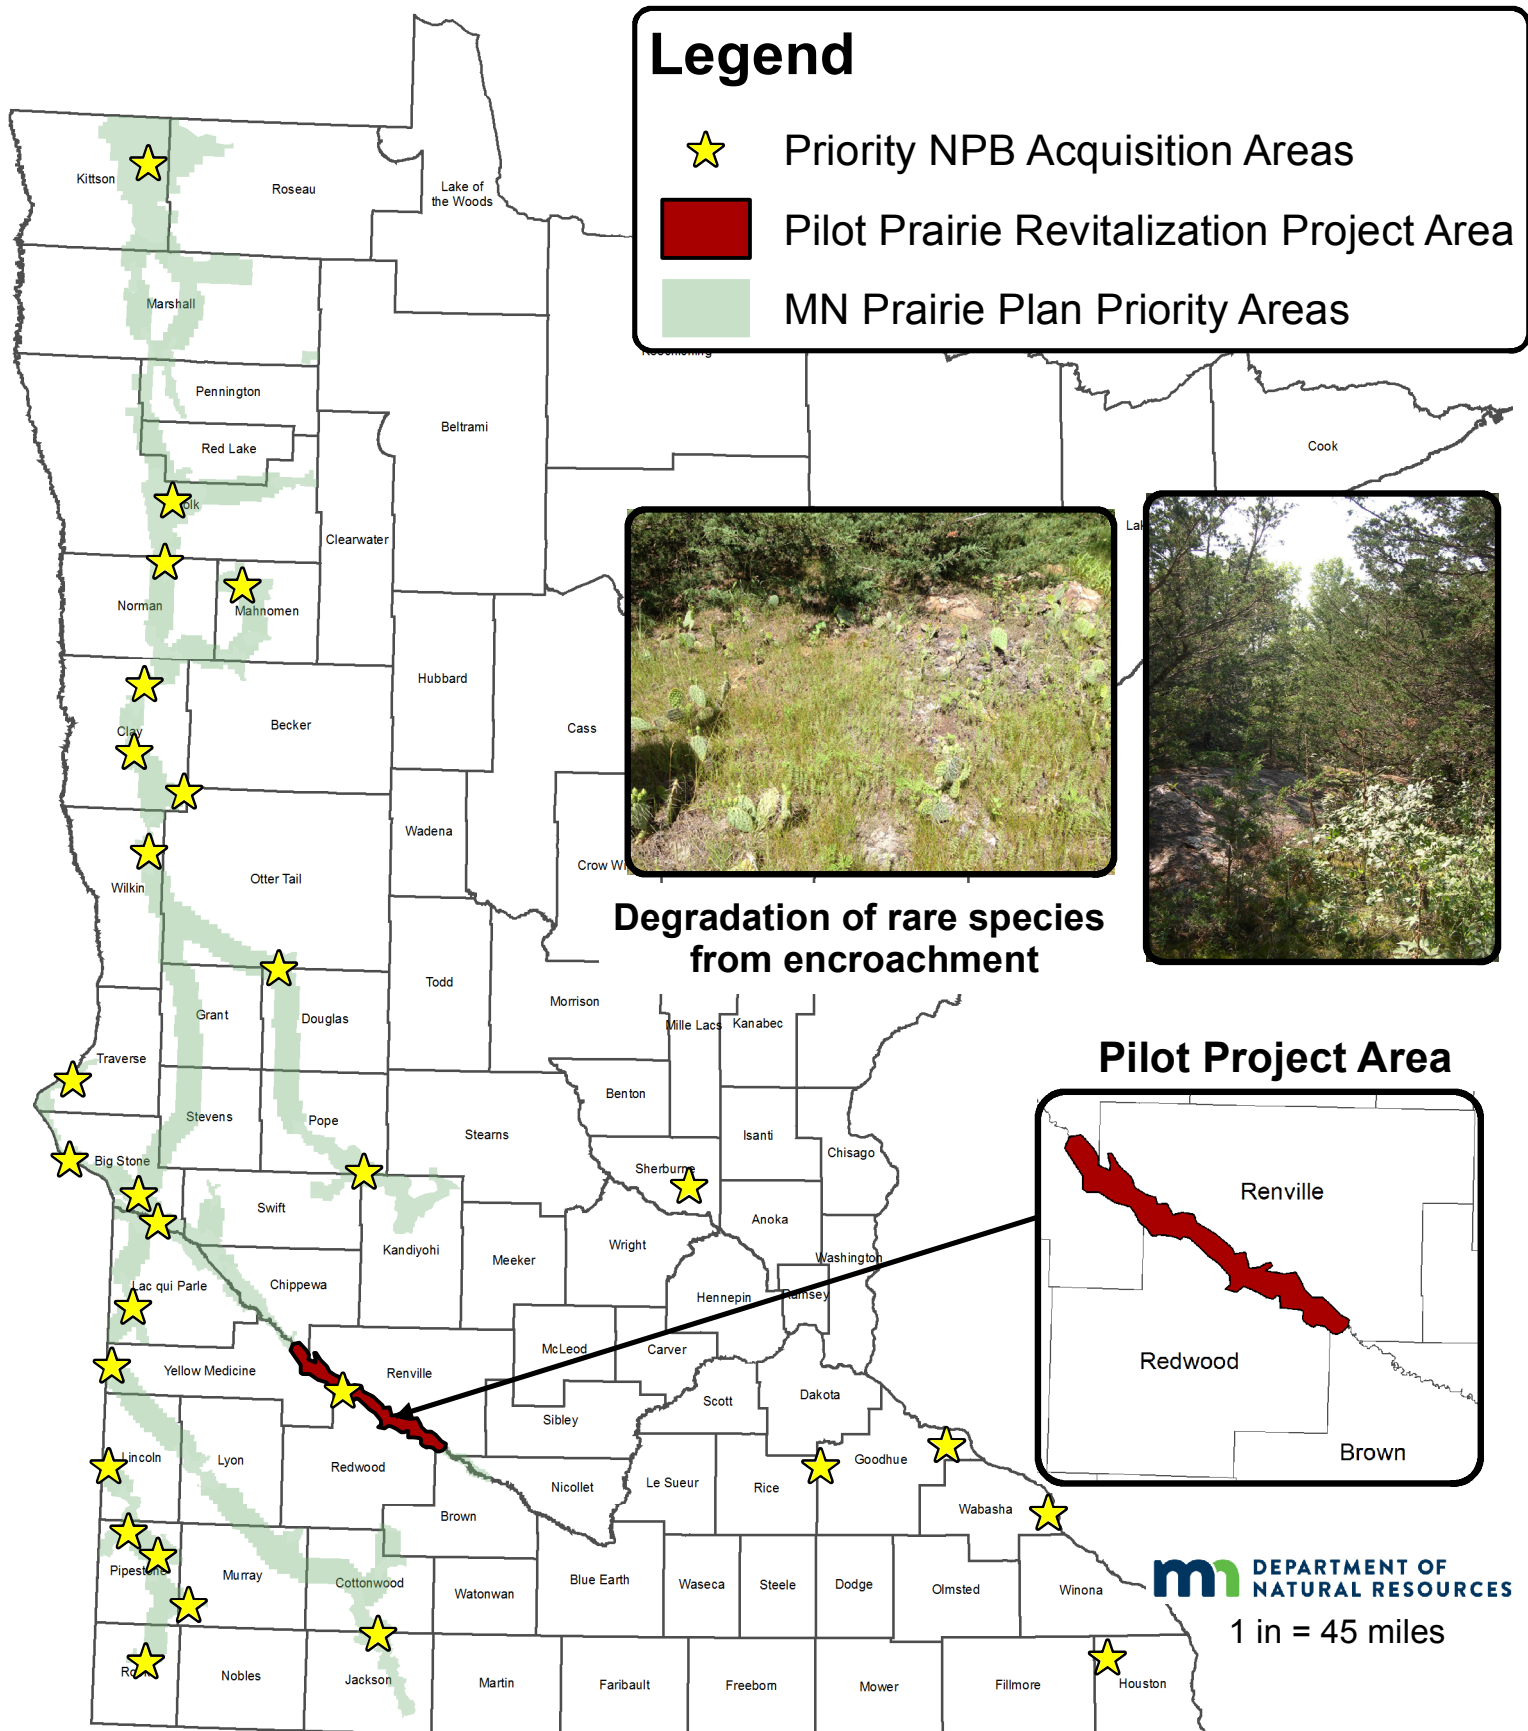 Legend
Priority NPB Acquisition Areas
Pilot Prairie Revitalization Project Area
MN Prairie Plan Priority Areas
Kittson
Roseau
Lake of
the Woods
Marshall
Pennington
Beltrami
Red Lake
Cook
Clearwater
Norman
Mahnomen
Hubbard
Cass
Clay
Becker
Wadena
Otter Tail
Wilkin
Degradation of rare species
from encroachment
Todd
Morrison
Grant
Douglas
Mille Lacs
Kanabec
Traverse
Pilot Project Area
Benton
Stevens
Pope
Stearns
Isanti
Chisago
Big Stone
Sherburne
Swift
Anoka
Kandiyohi
Meeker
Wright
Washington
Lac qui Parle
Chippewa
Hennepin
Ramsey
Renville
Redwood
Brown
Yellow Medicine
Renville
McLeod
Carver
Scott
Dakota
Sibley
Lincoln
Lyon
Redwood
Nicollet
Le Sueur
Rice
Goodhue
Wabasha
Brown
Pipestone
Murray
Cottonwood
Watonwan
Blue Earth
Waseca
Steele
Dodge
Olmsted
Winona
mn DEPARTMENT OF
NATURAL RESOURCES
1 in = 45 miles
Nobles
Jackson
Martin
Faribault
Freeborn
Mower
Fillmore
Houston